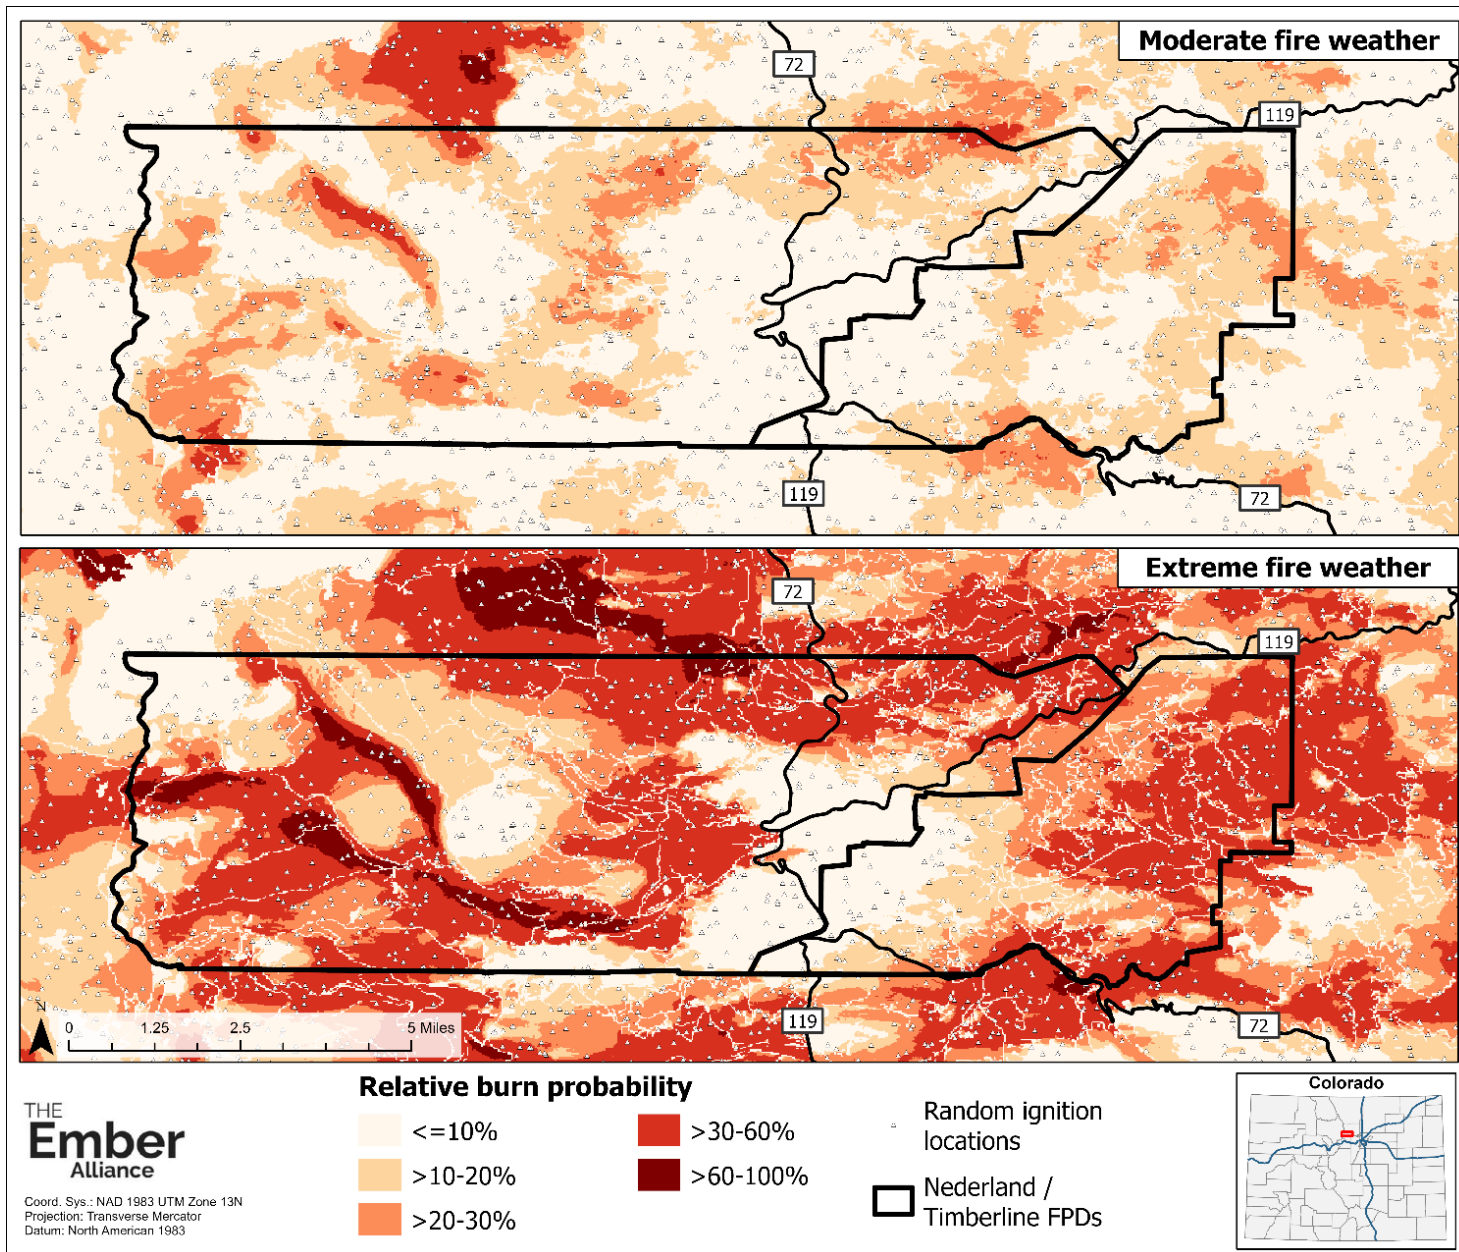 Moderate fire weather
72
119
119
72
Extreme fire weather
72
119
119
72
N
0 1.25 2.5 5 Miles
Relative burn probability
<=10%
>10-20%
>20-30%
>30-60%
>60-100%
Random ignition
locations
Nederland /
Timberline FPDs
Colorado
THE
Ember
Alliance
Coord. Sys.: NAD 1983 UTM Zone 13N
Projection: Transverse Mercator
Datum: North American 1983